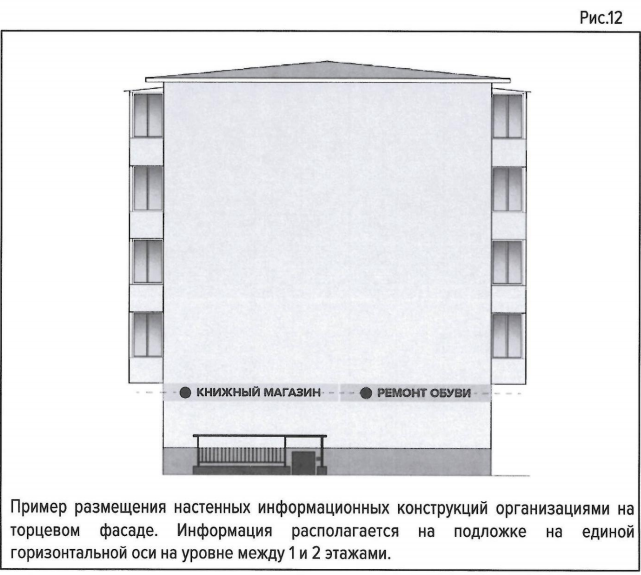 Рис.12
КНИЖНЫЙ МАГАЗИН РЕМОНТ ОБУВИ
Пример размещения настенных информационных конструкций организациями на
торцевом фасаде. Информация располагается на подложке на единой
горизонтальной оси на уровне между 1 и 2 этажами.